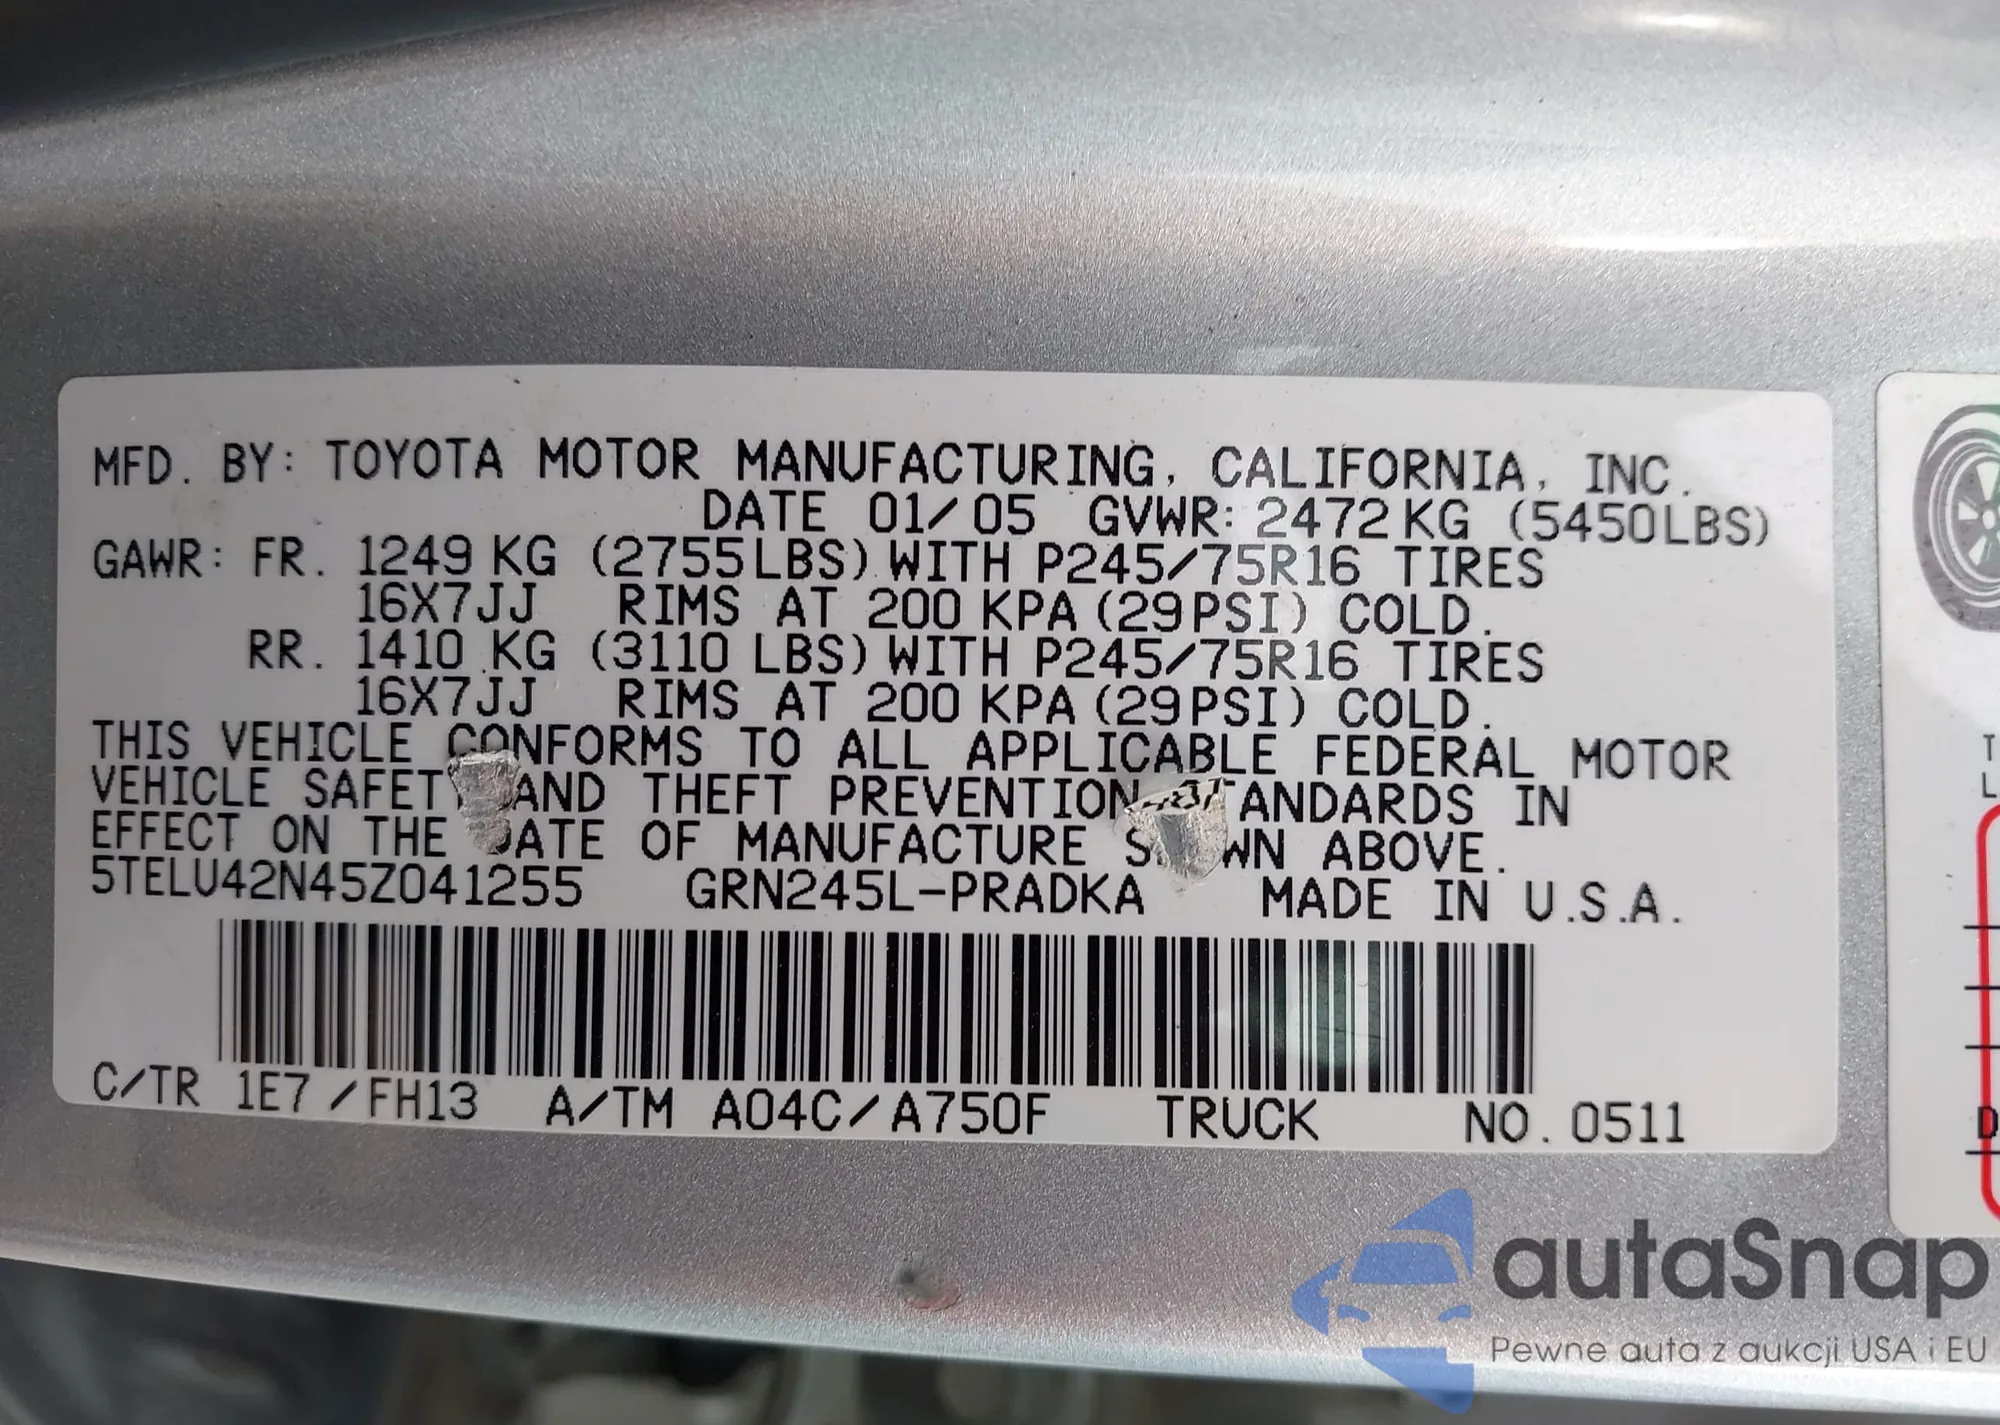 MFD. BY: TOYOTA MOTOR MANUFACTURING, CALIFORNIA, INC.
DATE 01/05 GVWR: 2472KG (5450LBS)
GAWR: FR. 1249 KG (2755LBS) WITH P245/75R16 TIRES
16X7JJ RIMS AT 200 KPA (29PSI) COLD.
RR. 1410 KG (3110 LBS) WITH P245/75R16 TIRES
16X7JJ RIMS AT 200 KPA (29PSI) COLD.
THIS VEHICLE CONFORMS TO ALL APPLICABLE FEDERAL MOTOR
VEHICLE SAFETY AND THEFT PREVENTION STANDARDS IN
EFFECT ON THE DATE OF MANUFACTURE SHOWN ABOVE.
5TELU42N45Z041255 GRN245L-PRADKA MADE IN U.S.A.
C/TR 1E7/FH13 A/TM A04C/A750F TRUCK NO. 0511
autaSnap
Pewne auta z aukcji USA i EU